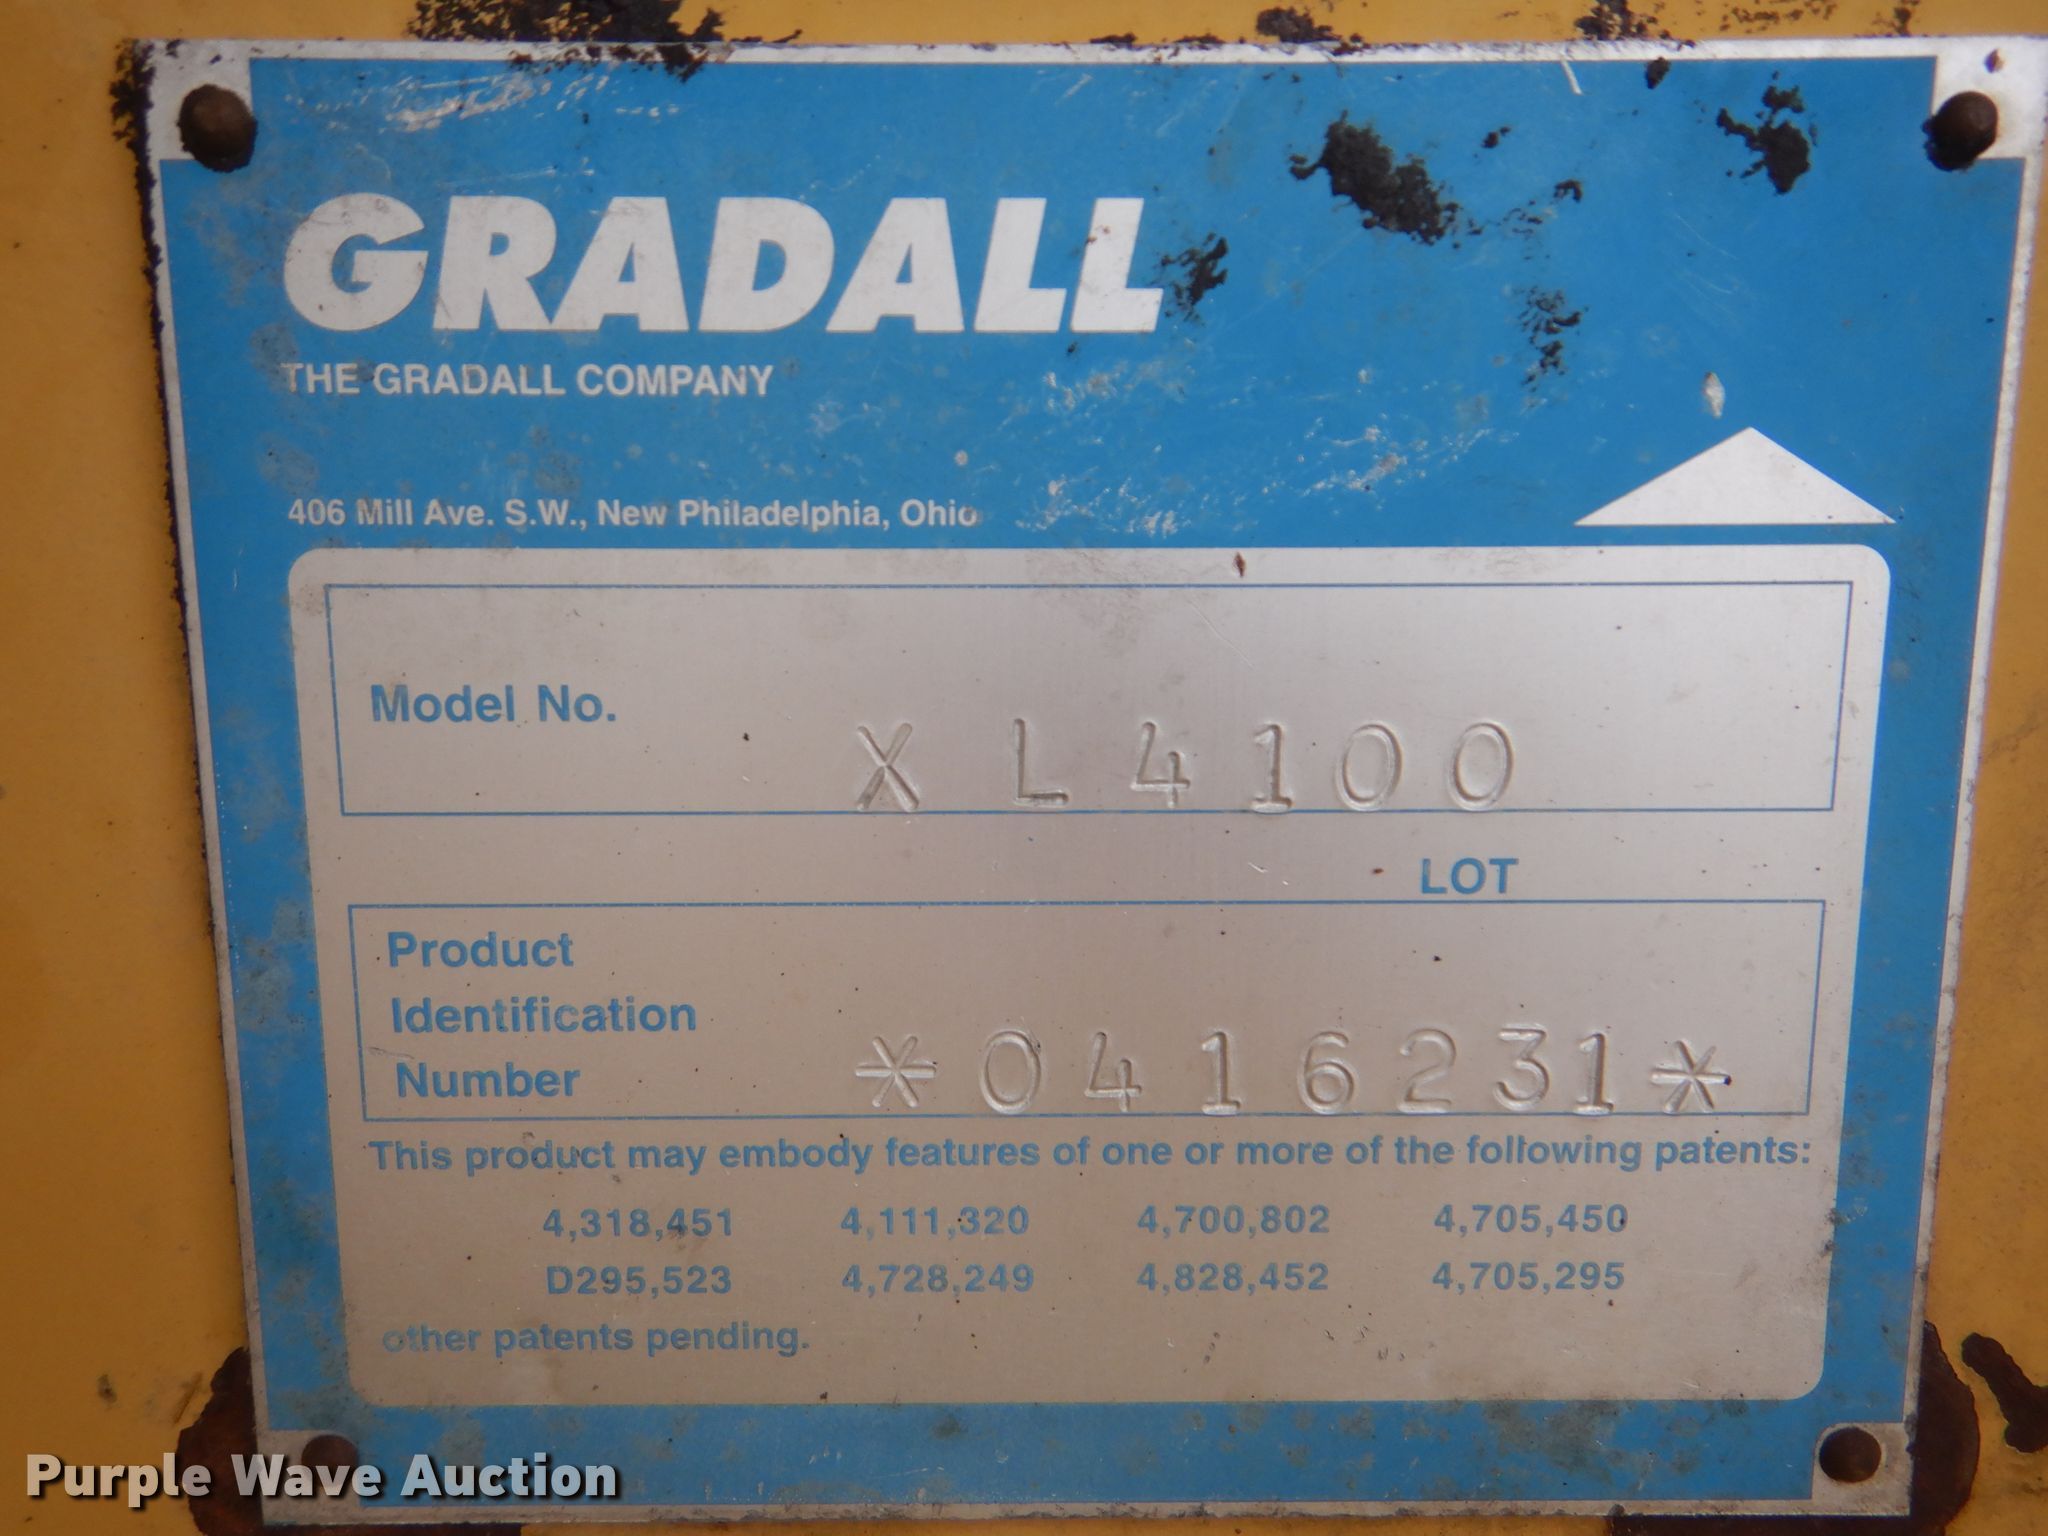 GRADALL
THE GRADALL COMPANY
406 Mill Ave. S.W., New Philadelphia, Ohio
Model No. XL4100
LOT
Product
Identification
Number *0416231*
This product may embody features of one or more of the following patents:
4,318,451 4,111,320 4,700,802 4,705,450
D295,523 4,728,249 4,828,452 4,705,295
other patents pending.
Purple Wave Auction